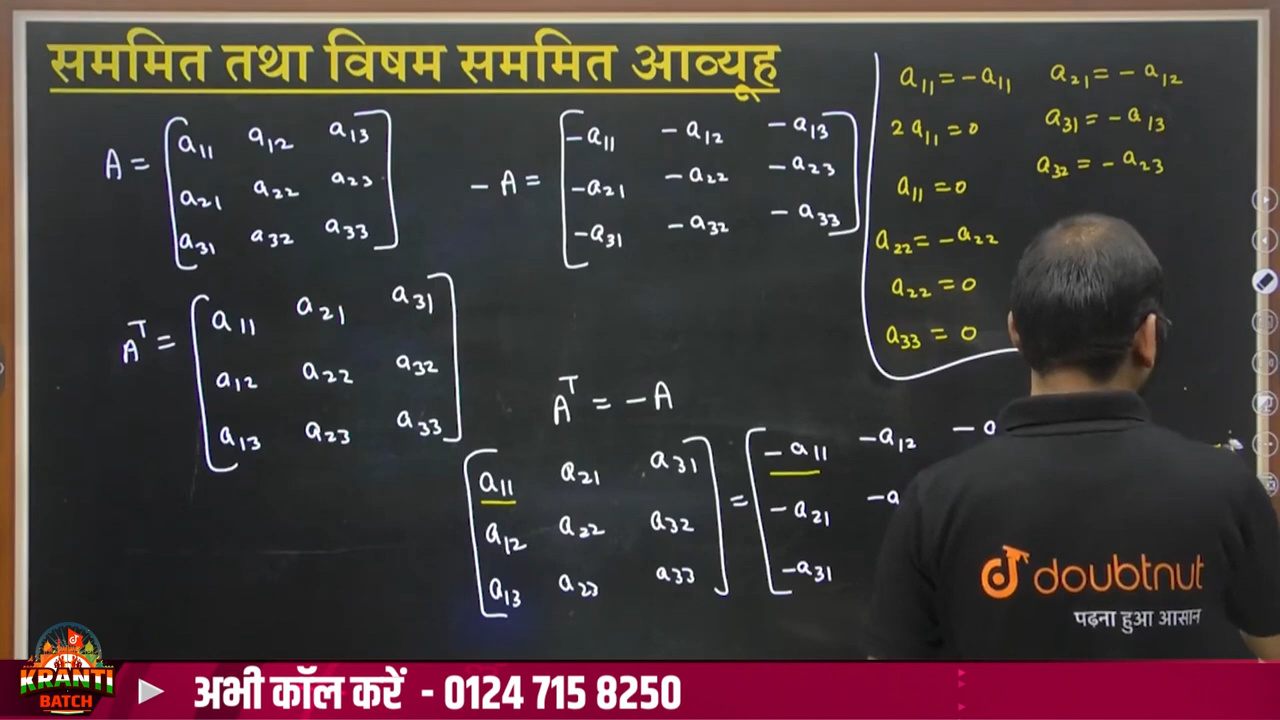 सममित तथा विषम सममित आव्यूह
A = [ a11 a12 a13
a21 a22 a23
a31 a32 a33 ]
-A = [ -a11 -a12 -a13
-a21 -a22 -a23
-a31 -a32 -a33 ]
A^T = [ a11 a21 a31
a12 a22 a32
a13 a23 a33 ]
A^T = -A
[ a11 a21 a31
a12 a22 a32
a13 a23 a33 ]
= [ -a11 -a12 -a
-a21 -a
-a31
a11 = -a11
2a11 = 0
a11 = 0
a22 = -a22
a22 = 0
a33 = 0
a21 = -a12
a31 = -a13
a32 = -a23
doubtnut
पढ़ना हुआ आसान
KRANTI
BATCH
अभी कॉल करें - 0124 715 8250